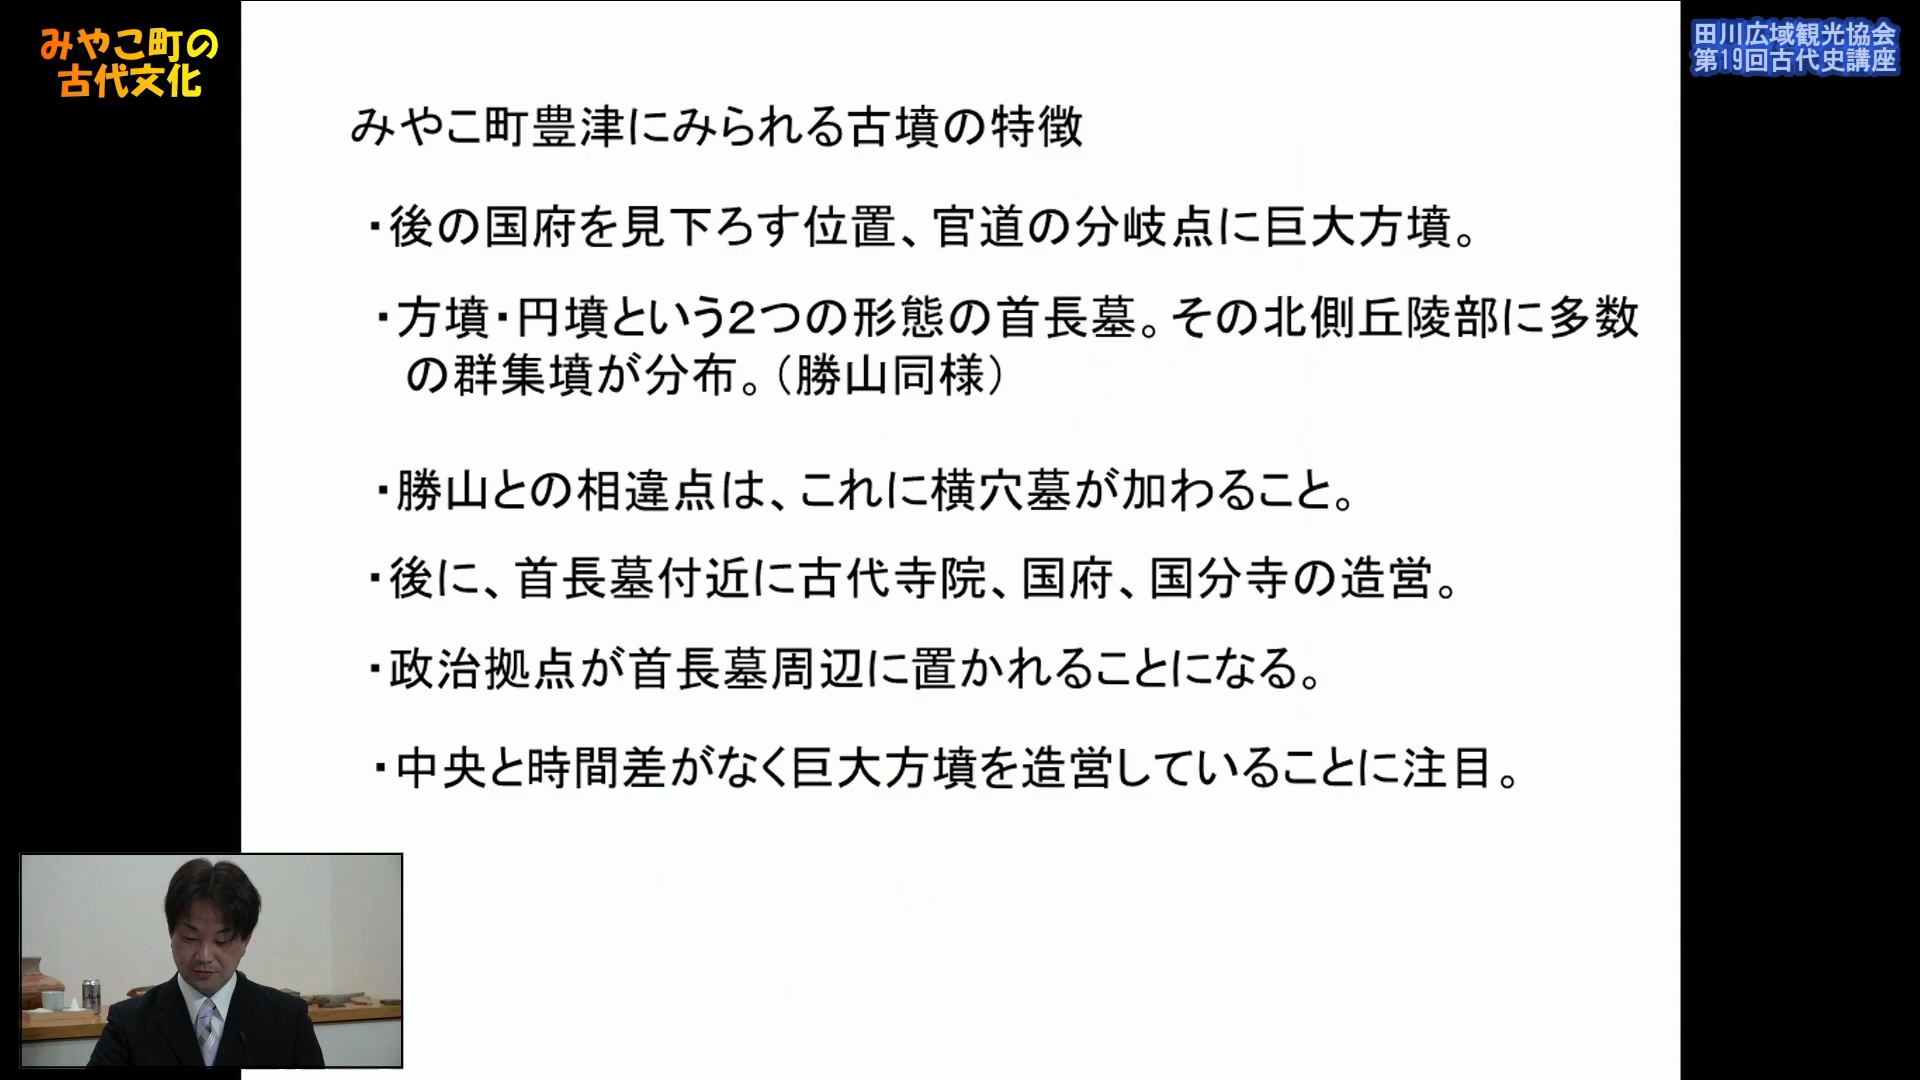 みやこ町の
古代文化
田川広域観光協会
第19回古代史講座
みやこ町豊津にみられる古墳の特徴
・後の国府を見下ろす位置、官道の分岐点に巨大方墳。
・方墳・円墳という２つの形態の首長墓。その北側丘陵部に多数
の群集墳が分布。（勝山同様）
・勝山との相違点は、これに横穴墓が加わること。
・後に、首長墓付近に古代寺院、国府、国分寺の造営。
・政治拠点が首長墓周辺に置かれることになる。
・中央と時間差がなく巨大方墳を造営していることに注目。